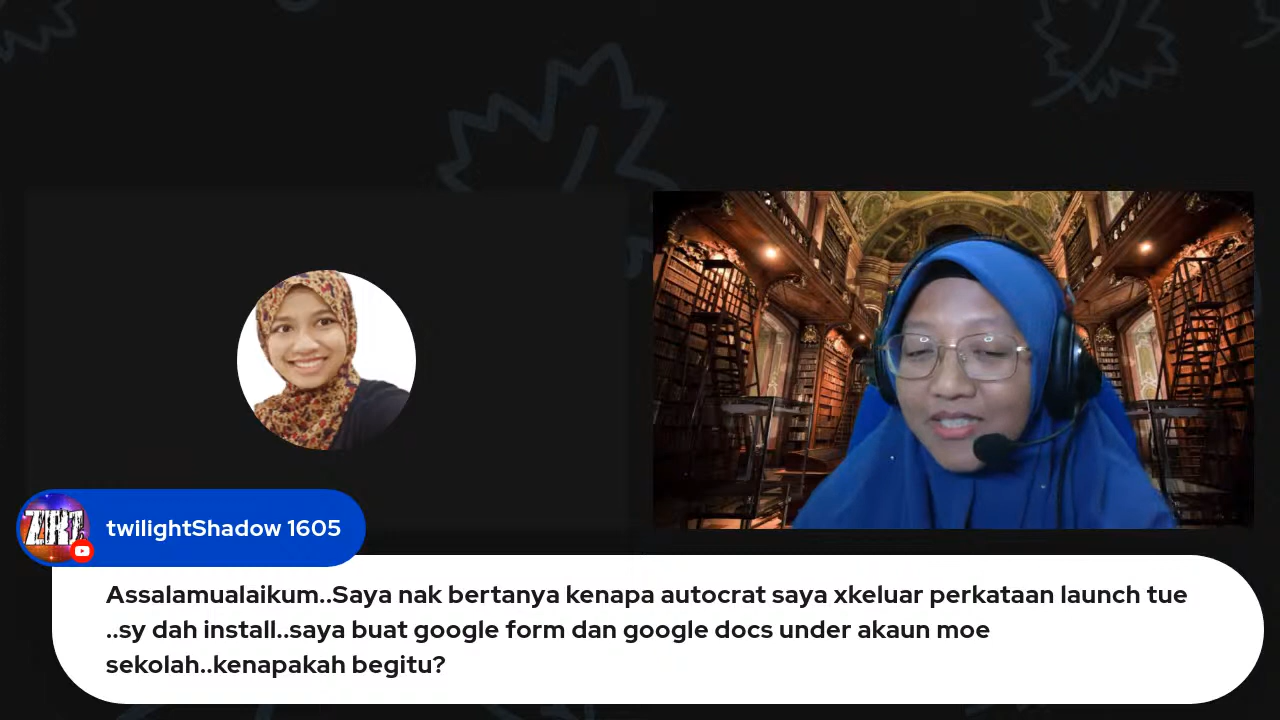 ZRT
twilightShadow 1605
Assalamualaikum..Saya nak bertanya kenapa autocrat saya xkeluar perkataan launch tue
..sy dah install..saya buat google form dan google docs under akaun moe
sekolah..kenapakah begitu?